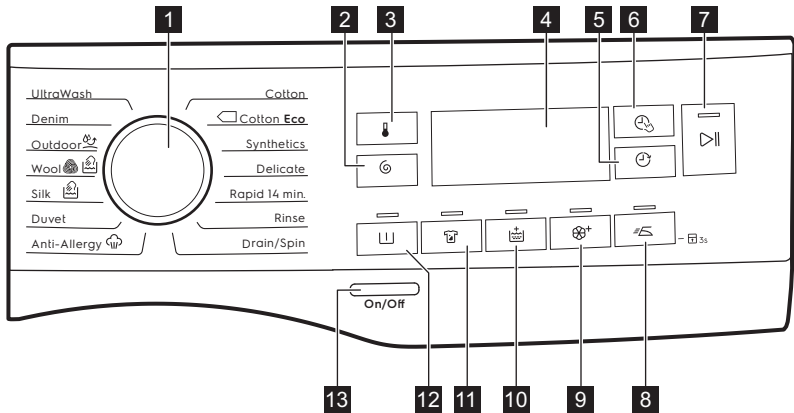 1
2
3
4
5
6
7
UltraWash
Denim
Outdoor
Wool
Silk
Duvet
Anti-Allergy
Cotton
Cotton Eco
Synthetics
Delicate
Rapid 14 min.
Rinse
Drain/Spin
3s
On/Off
13
12
11
10
9
8